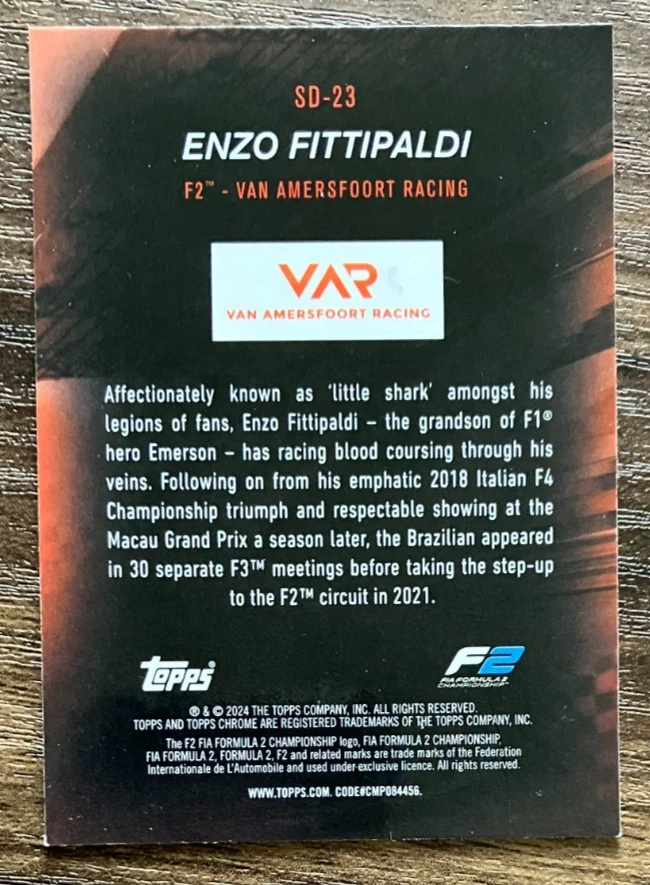 SD-23
ENZO FITTIPALDI
F2™ - VAN AMERSFOORT RACING
VAR
VAN AMERSFOORT RACING
Affectionately known as 'little shark' amongst his
legions of fans, Enzo Fittipaldi – the grandson of F1®
hero Emerson – has racing blood coursing through his
veins. Following on from his emphatic 2018 Italian F4
Championship triumph and respectable showing at the
Macau Grand Prix a season later, the Brazilian appeared
in 30 separate F3™ meetings before taking the step-up
to the F2™ circuit in 2021.
topps
F2
FIA FORMULA 2
CHAMPIONSHIP™
® & © 2024 THE TOPPS COMPANY, INC. ALL RIGHTS RESERVED.
TOPPS AND TOPPS CHROME ARE REGISTERED TRADEMARKS OF THE TOPPS COMPANY, INC.
The F2 FIA FORMULA 2 CHAMPIONSHIP logo, FIA FORMULA 2 CHAMPIONSHIP,
FIA FORMULA 2, FORMULA 2, F2 and related marks are trade marks of the Federation
Internationale de L'Automobile and used under exclusive licence. All rights reserved.
WWW.TOPPS.COM. CODE#CMP084456.